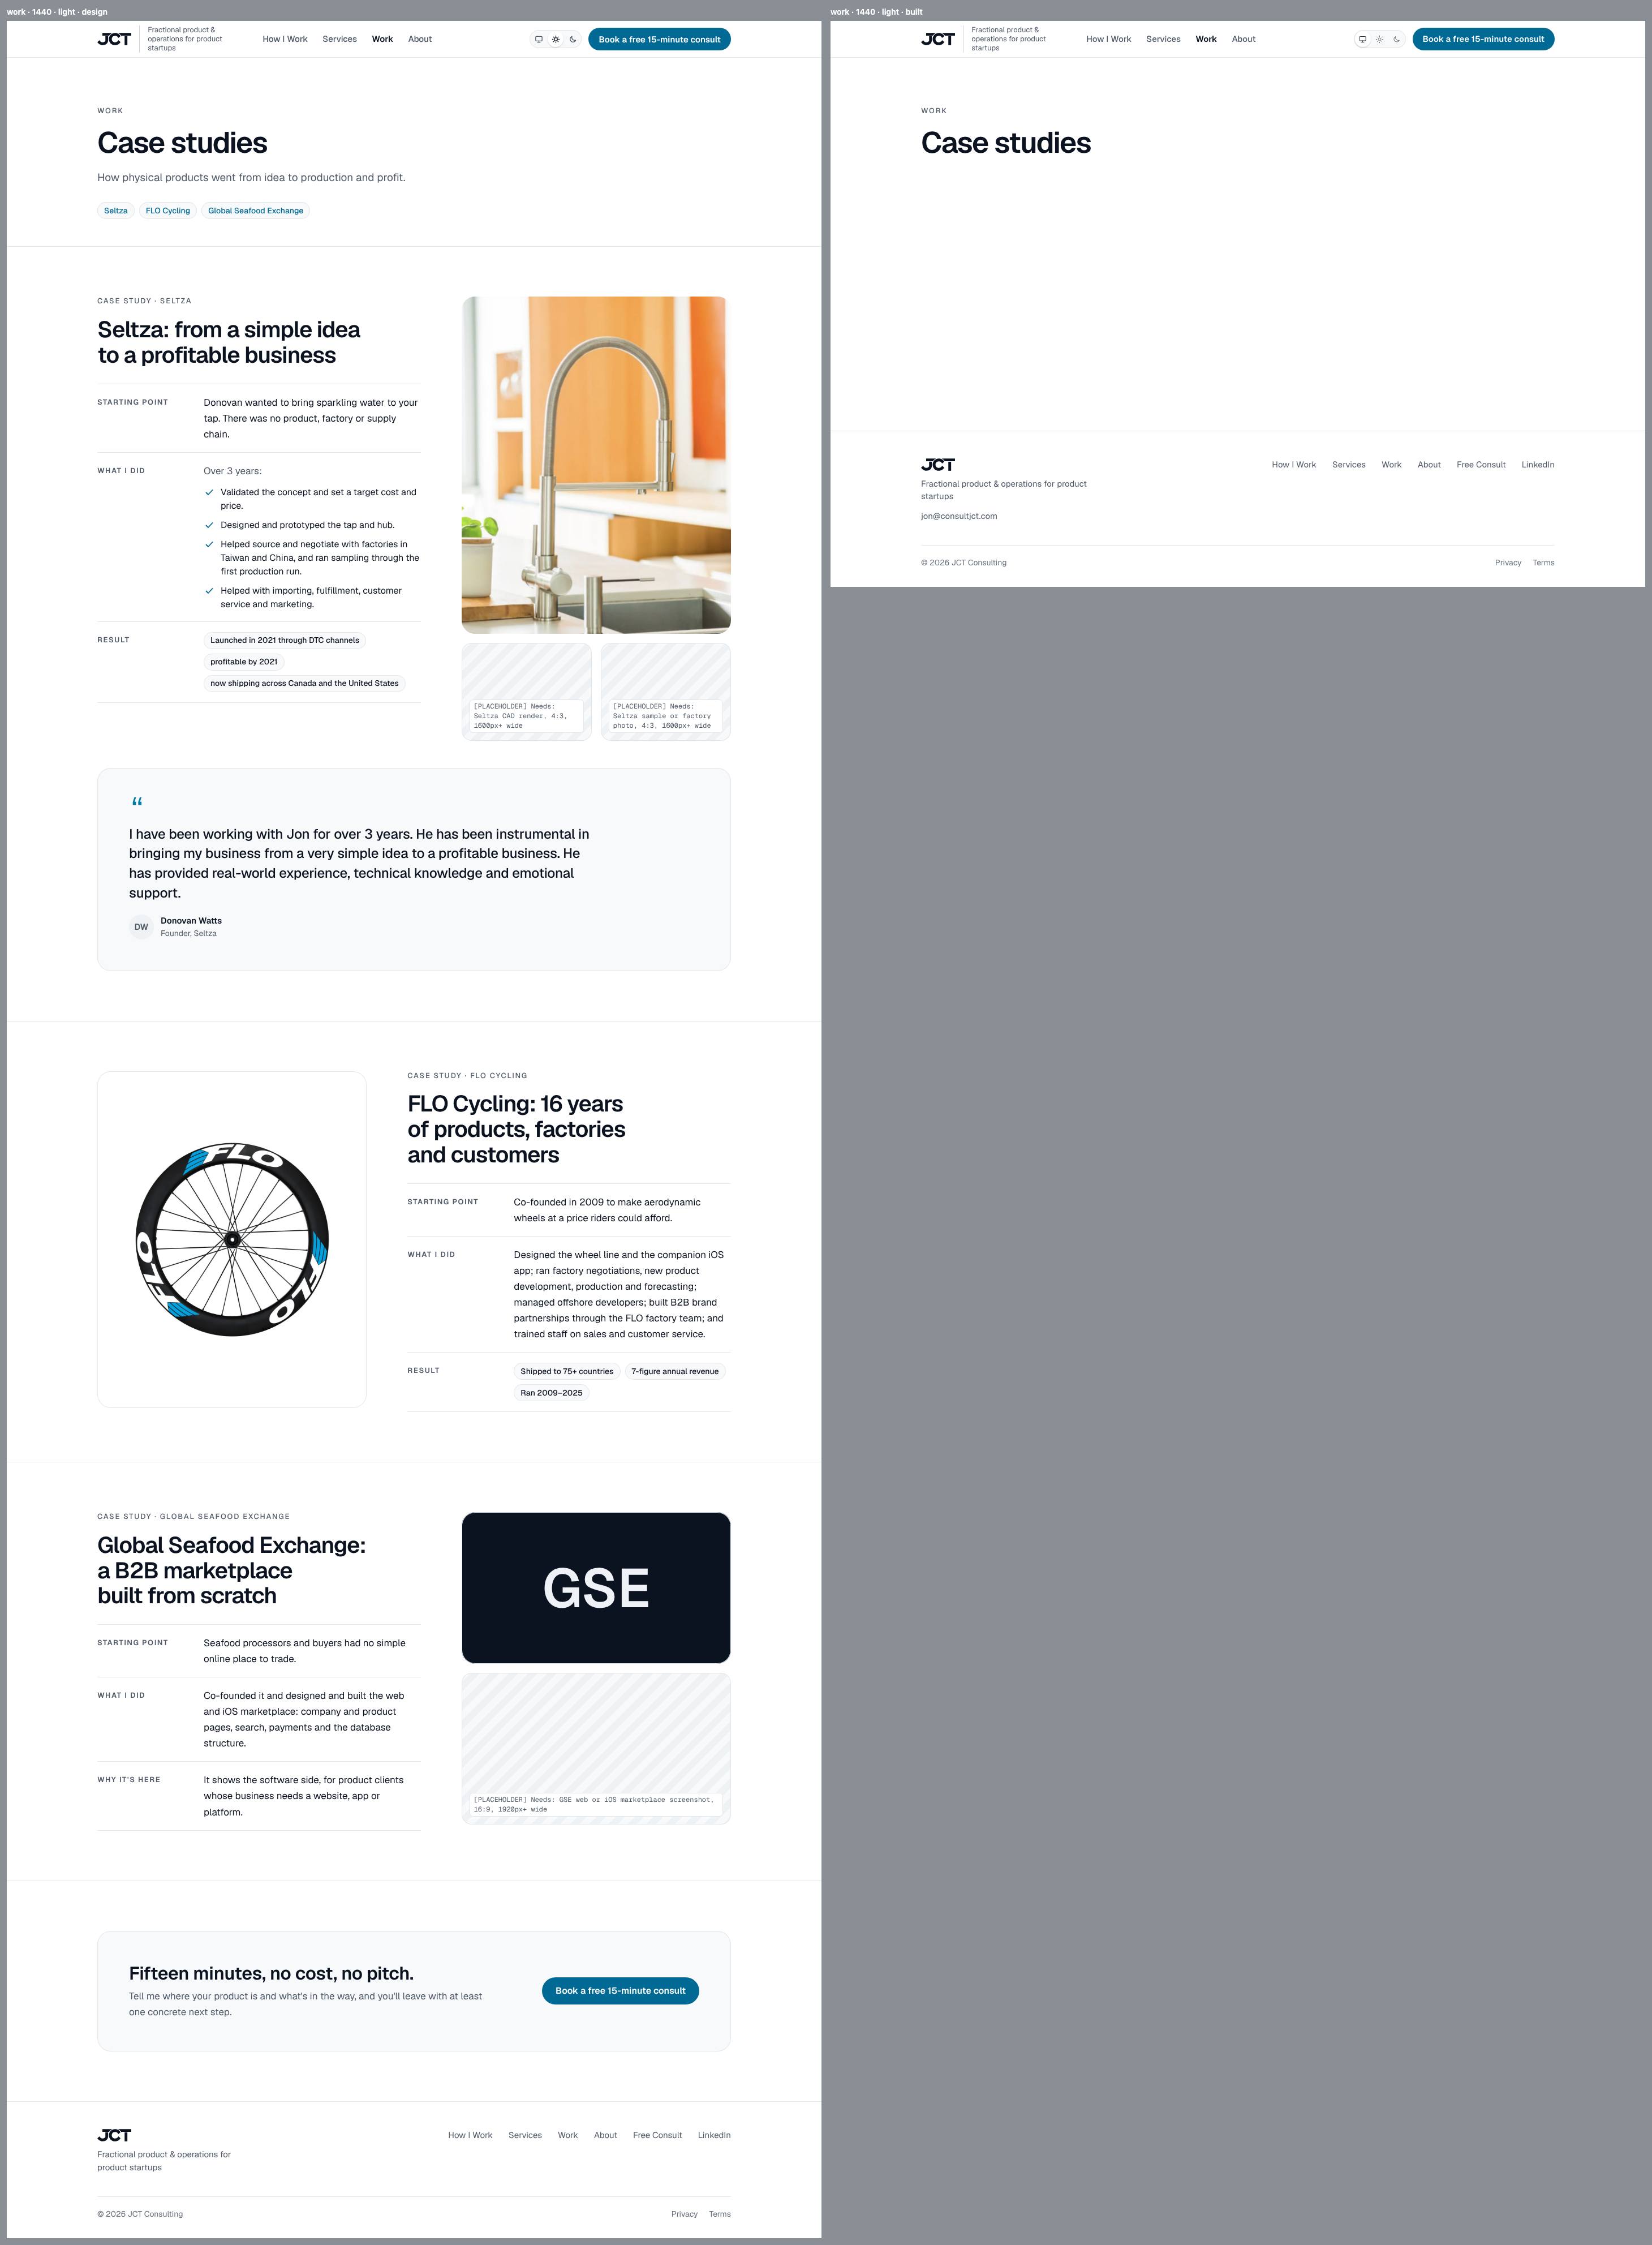 work · 1440 · light · design
JCT
Fractional product &
operations for product
startups
How I Work
Services
Work
About
Book a free 15-minute consult
WORK
Case studies
How physical products went from idea to production and profit.
Seltza
FLO Cycling
Global Seafood Exchange
CASE STUDY · SELTZA
Seltza: from a simple idea
to a profitable business
STARTING POINT
Donovan wanted to bring sparkling water to your
tap. There was no product, factory or supply
chain.
WHAT I DID
Over 3 years:
Validated the concept and set a target cost and
price.
Designed and prototyped the tap and hub.
Helped source and negotiate with factories in
Taiwan and China, and ran sampling through the
first production run.
Helped with importing, fulfillment, customer
service and marketing.
RESULT
Launched in 2021 through DTC channels
profitable by 2021
now shipping across Canada and the United States
[PLACEHOLDER] Needs:
Seltza CAD render, 4:3,
1600px+ wide
[PLACEHOLDER] Needs:
Seltza sample or factory
photo, 4:3, 1600px+ wide
“
I have been working with Jon for over 3 years. He has been instrumental in
bringing my business from a very simple idea to a profitable business. He
has provided real-world experience, technical knowledge and emotional
support.
DW
Donovan Watts
Founder, Seltza
FLO
FLO
FLO
CASE STUDY · FLO CYCLING
FLO Cycling: 16 years
of products, factories
and customers
STARTING POINT
Co-founded in 2009 to make aerodynamic
wheels at a price riders could afford.
WHAT I DID
Designed the wheel line and the companion iOS
app; ran factory negotiations, new product
development, production and forecasting;
managed offshore developers; built B2B brand
partnerships through the FLO factory team; and
trained staff on sales and customer service.
RESULT
Shipped to 75+ countries
7-figure annual revenue
Ran 2009–2025
CASE STUDY · GLOBAL SEAFOOD EXCHANGE
Global Seafood Exchange:
a B2B marketplace
built from scratch
STARTING POINT
Seafood processors and buyers had no simple
online place to trade.
WHAT I DID
Co-founded it and designed and built the web
and iOS marketplace: company and product
pages, search, payments and the database
structure.
WHY IT'S HERE
It shows the software side, for product clients
whose business needs a website, app or
platform.
GSE
[PLACEHOLDER] Needs: GSE web or iOS marketplace screenshot,
16:9, 1920px+ wide
Fifteen minutes, no cost, no pitch.
Tell me where your product is and what's in the way, and you'll leave with at least
one concrete next step.
Book a free 15-minute consult
JCT
Fractional product & operations for
product startups
How I Work
Services
Work
About
Free Consult
LinkedIn
© 2026 JCT Consulting
Privacy
Terms
work · 1440 · light · built
JCT
Fractional product &
operations for product
startups
How I Work
Services
Work
About
Book a free 15-minute consult
WORK
Case studies
JCT
Fractional product & operations for product
startups
jon@consultjct.com
How I Work
Services
Work
About
Free Consult
LinkedIn
© 2026 JCT Consulting
Privacy
Terms